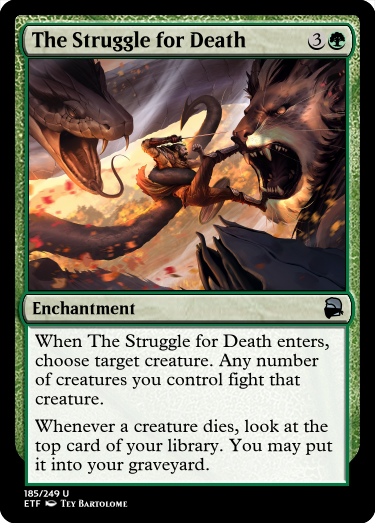 The Struggle for Death 3
Enchantment
When The Struggle for Death enters,
choose target creature. Any number
of creatures you control fight that
creature.
Whenever a creature dies, look at the
top card of your library. You may put
it into your graveyard.
185/249 U
ETF Tey Bartolome